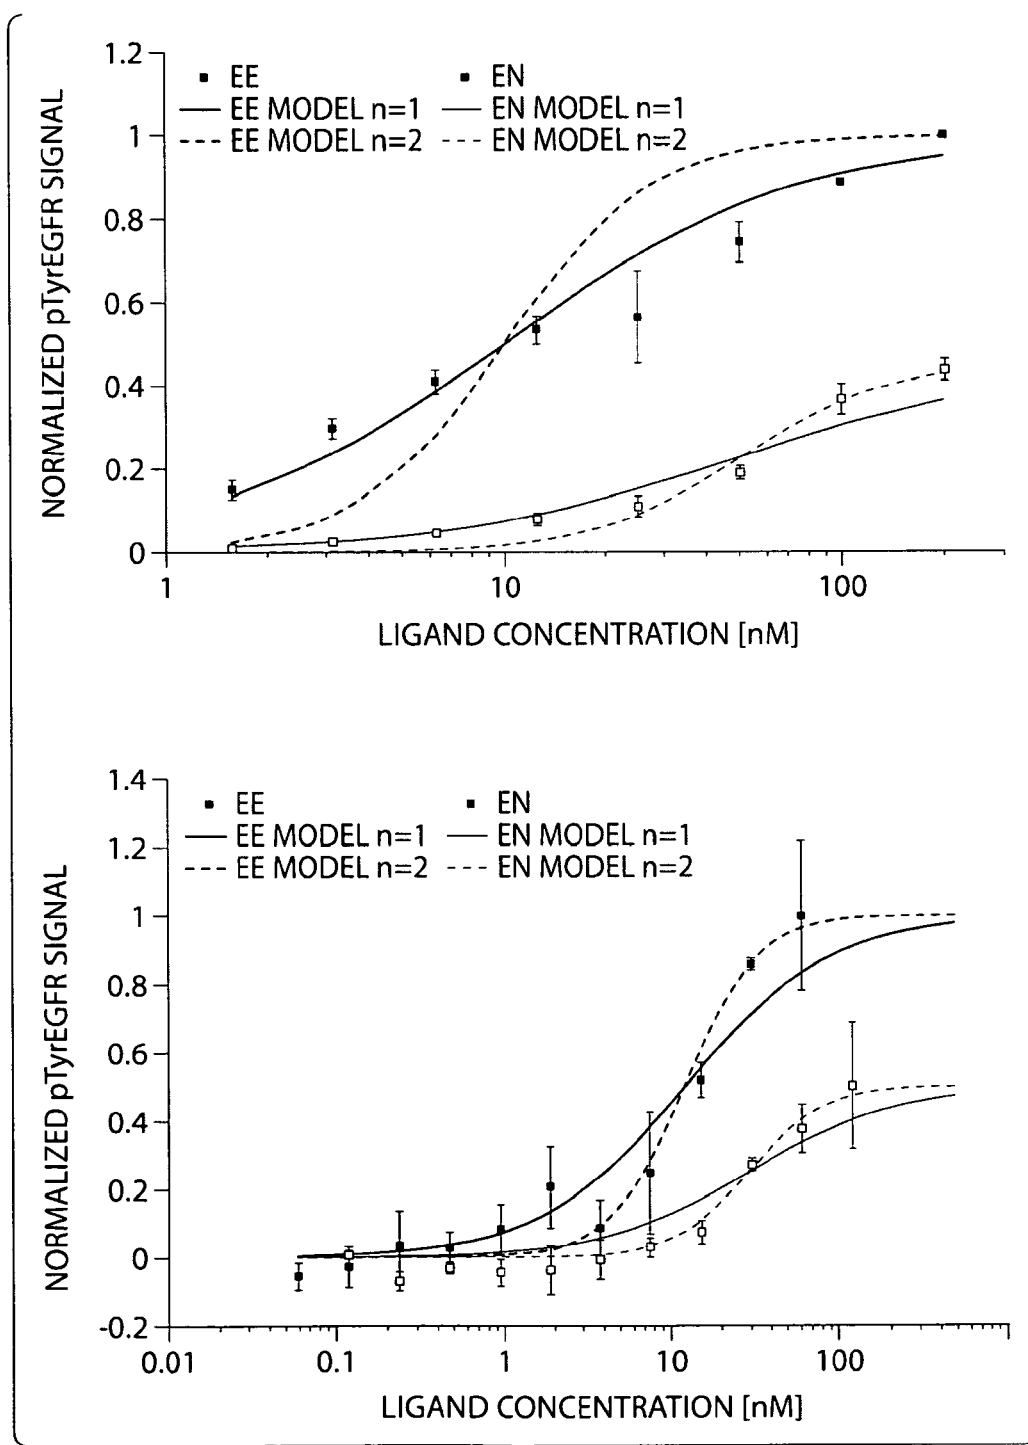 1.2
EE EN
EE MODEL n=1 EN MODEL n=1
EE MODEL n=2 EN MODEL n=2
1
0.8
0.6
0.4
0.2
0
NORMALIZED pTyrEGFR SIGNAL
1 10 100
LIGAND CONCENTRATION [nM]
1.4
EE EN
EE MODEL n=1 EN MODEL n=1
EE MODEL n=2 EN MODEL n=2
1.2
1
0.8
0.6
0.4
0.2
0
-0.2
NORMALIZED pTyrEGFR SIGNAL
0.01 0.1 1 10 100
LIGAND CONCENTRATION [nM]